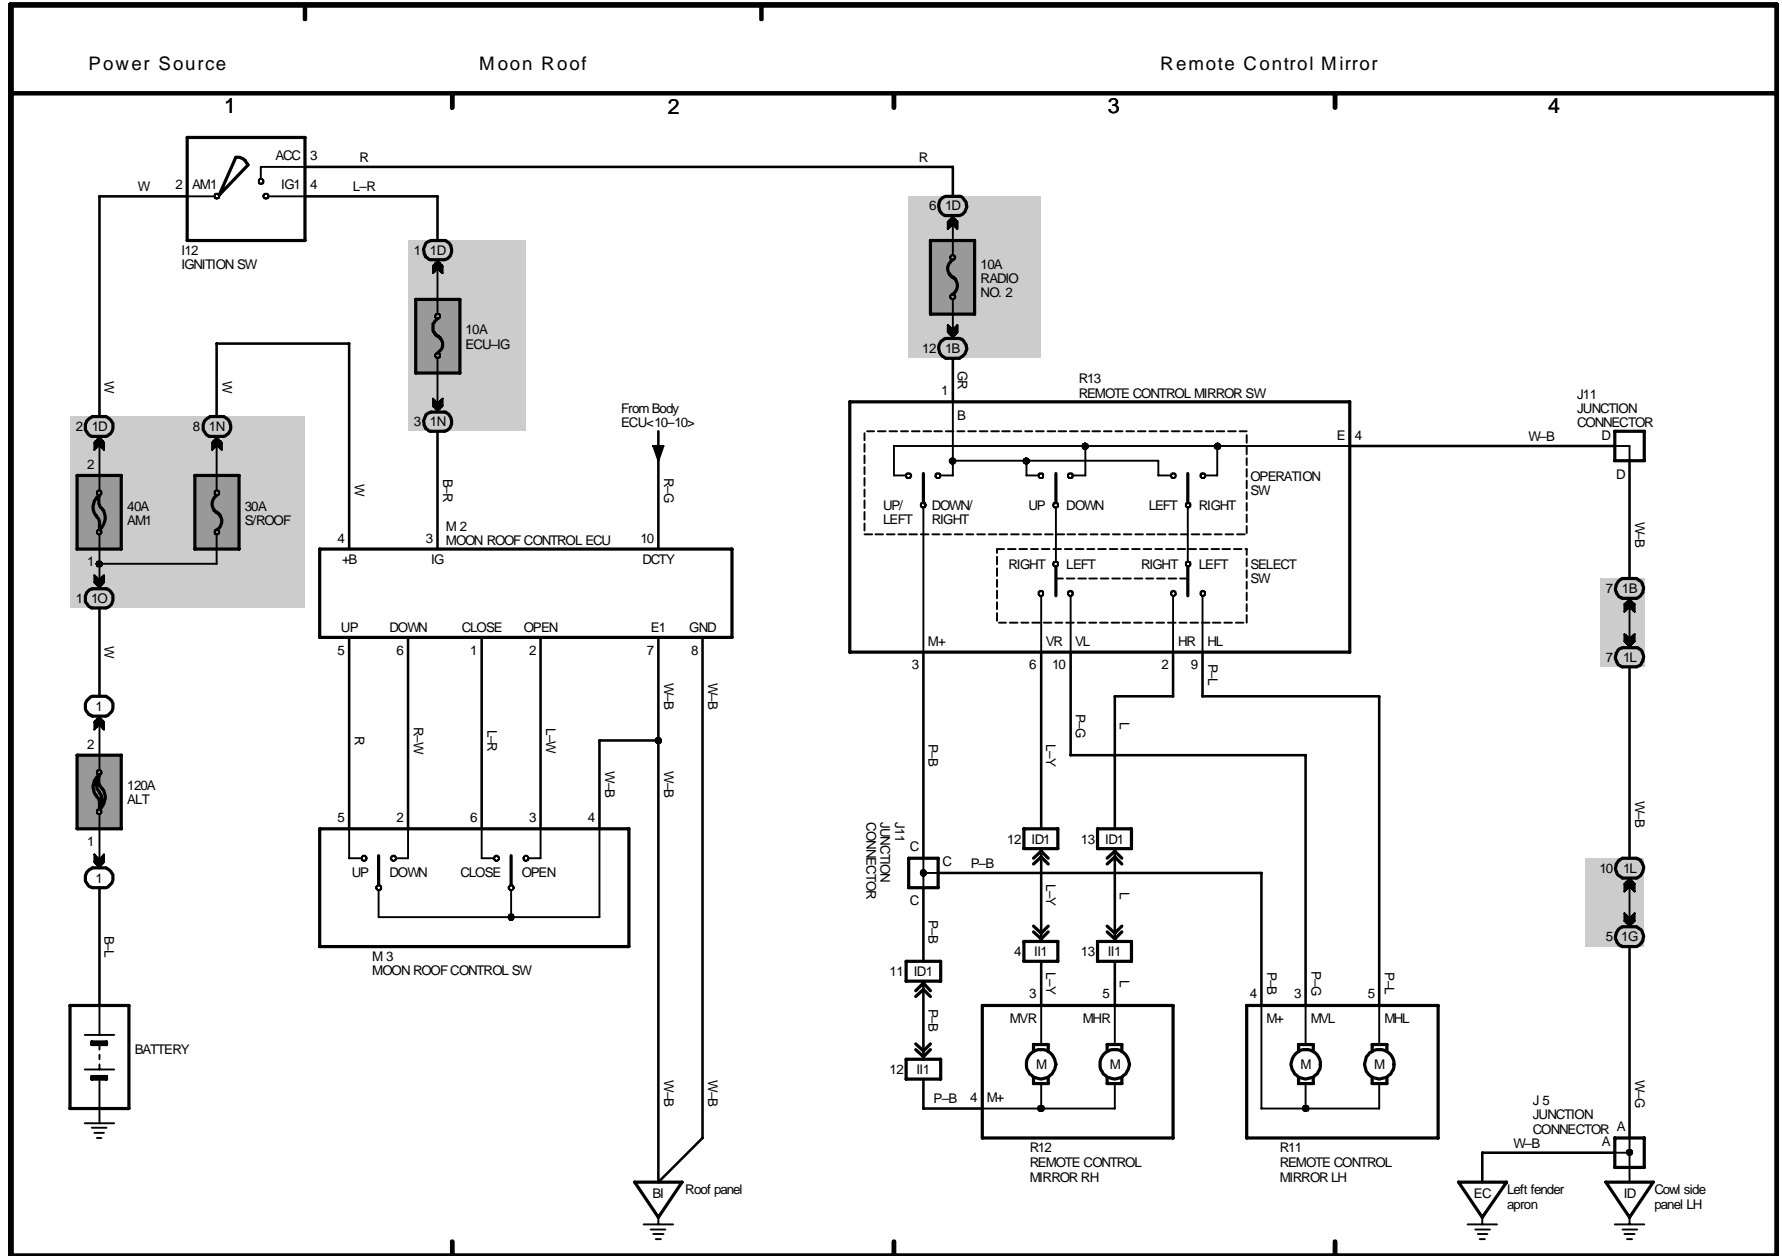 Power Source
Moon Roof
Remote Control Mirror
1
2
3
4
ACC 3
R
R
W
2 AM1
IG1 4
L–R
I12
IGNITION SW
1 1D
10A
ECU–IG
3 1N
6 1D
10A
RADIO
NO. 2
12 1B
GR
W
W
2 1D
8 1N
2
40A
AM1
30A
S/ROOF
1
1 1O
W
B–R
From Body
ECU<10–10>
R–G
W
1
2
120A
ALT
1
1
B–L
BATTERY
4
3
M 2
MOON ROOF CONTROL ECU
10
+B
IG
DCTY
UP
DOWN
CLOSE
OPEN
E1
GND
5
6
1
2
7
8
R
R–W
L–R
L–W
W–B
W–B
W–B
W–B
5
2
6
3
4
UP
DOWN
CLOSE
OPEN
M 3
MOON ROOF CONTROL SW
W–B
W–B
BI
Roof panel
1
R13
REMOTE CONTROL MIRROR SW
B
E 4
W–B
J11
JUNCTION
CONNECTOR
D
D
OPERATION
SW
UP/
LEFT
DOWN/
RIGHT
UP
DOWN
LEFT
RIGHT
RIGHT
LEFT
RIGHT
LEFT
SELECT
SW
M+
VR
VL
HR
HL
3
6
10
2
9
P–L
P–B
L–Y
P–G
L
W–B
7 1B
7 1L
W–B
10 1L
5 1G
W–G
J11
JUNCTION
CONNECTOR
C
C
C
P–B
12 ID1
13 ID1
L–Y
L
P–B
11 ID1
4 II1
13 II1
P–B
12 II1
P–B
3
L–Y
5
L
4 M+
MVR
MHR
M
M
R12
REMOTE CONTROL
MIRROR RH
4
P–B
3
P–G
5
P–L
M+
MVL
MHL
M
M
R11
REMOTE CONTROL
MIRROR LH
J 5
JUNCTION
CONNECTOR
A
A
W–B
EC
Left fender
apron
ID
Cowl side
panel LH